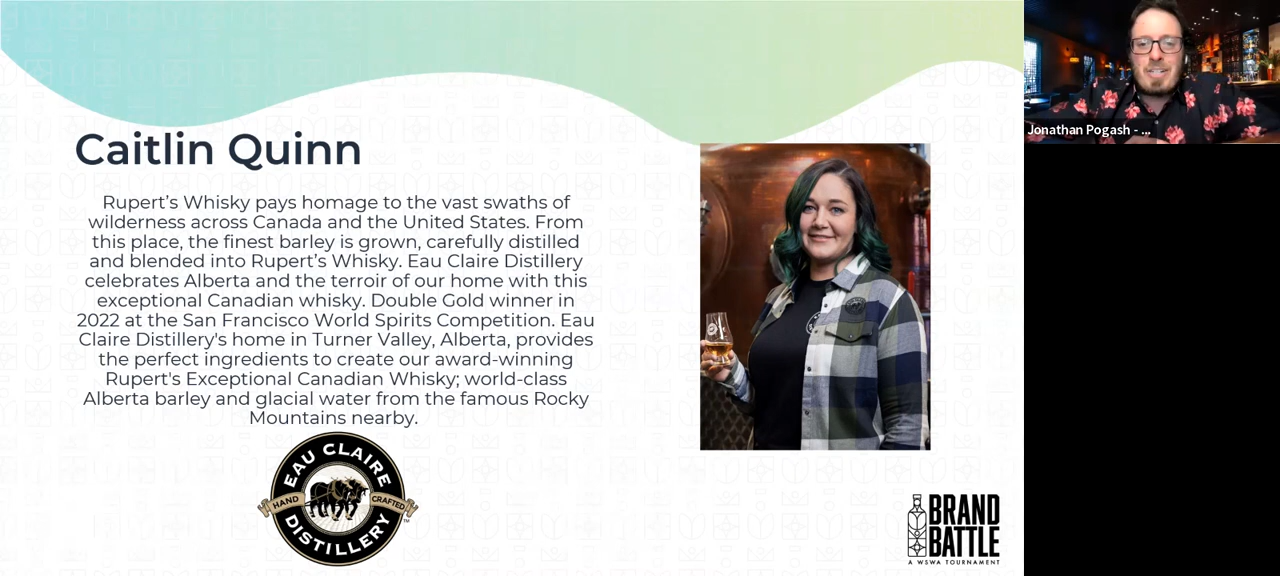 Caitlin Quinn
Rupert’s Whisky pays homage to the vast swaths of
wilderness across Canada and the United States. From
this place, the finest barley is grown, carefully distilled
and blended into Rupert’s Whisky. Eau Claire Distillery
celebrates Alberta and the terroir of our home with this
exceptional Canadian whisky. Double Gold winner in
2022 at the San Francisco World Spirits Competition. Eau
Claire Distillery's home in Turner Valley, Alberta, provides
the perfect ingredients to create our award-winning
Rupert's Exceptional Canadian Whisky; world-class
Alberta barley and glacial water from the famous Rocky
Mountains nearby.
EAU CLAIRE
HAND CRAFTED
DISTILLERY
TM
BRAND
BATTLE
A WSWA TOURNAMENT
Jonathan Pogash - ...